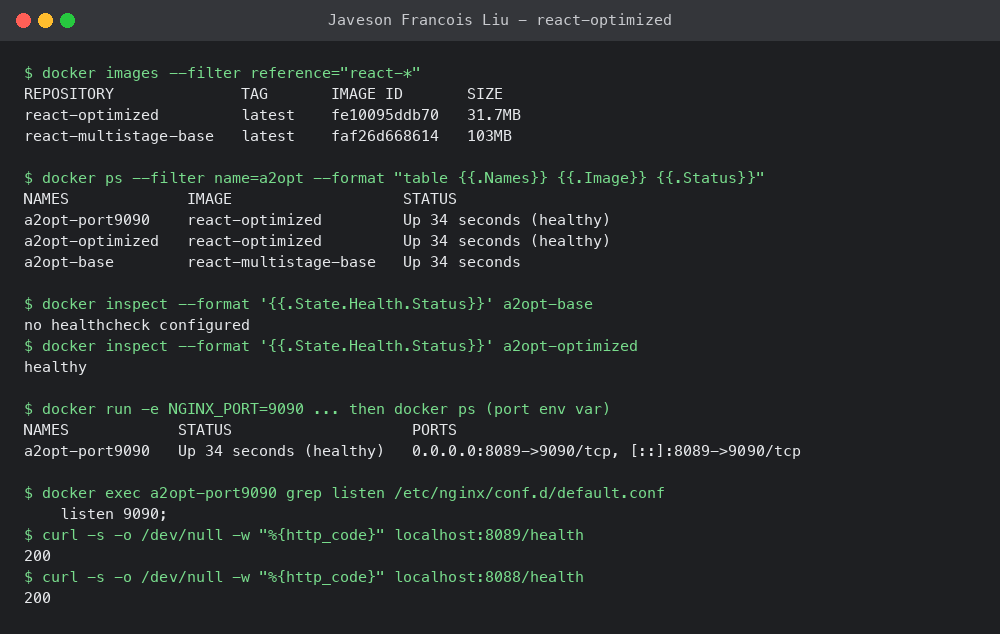 Javeson Francois Liu – react-optimized
$ docker images --filter reference="react-*"
REPOSITORY              TAG       IMAGE ID       SIZE
react-optimized         latest    fe10095ddb70   31.7MB
react-multistage-base   latest    faf26d668614   103MB
$ docker ps --filter name=a2opt --format "table {{.Names}} {{.Image}} {{.Status}}"
NAMES             IMAGE                   STATUS
a2opt-port9090    react-optimized         Up 34 seconds (healthy)
a2opt-optimized   react-optimized         Up 34 seconds (healthy)
a2opt-base        react-multistage-base   Up 34 seconds
$ docker inspect --format '{{.State.Health.Status}}' a2opt-base
no healthcheck configured
$ docker inspect --format '{{.State.Health.Status}}' a2opt-optimized
healthy
$ docker run -e NGINX_PORT=9090 ... then docker ps (port env var)
NAMES            STATUS                    PORTS
a2opt-port9090   Up 34 seconds (healthy)   0.0.0.0:8089->9090/tcp, [::]:8089->9090/tcp
$ docker exec a2opt-port9090 grep listen /etc/nginx/conf.d/default.conf
    listen 9090;
$ curl -s -o /dev/null -w "%{http_code}" localhost:8089/health
200
$ curl -s -o /dev/null -w "%{http_code}" localhost:8088/health
200